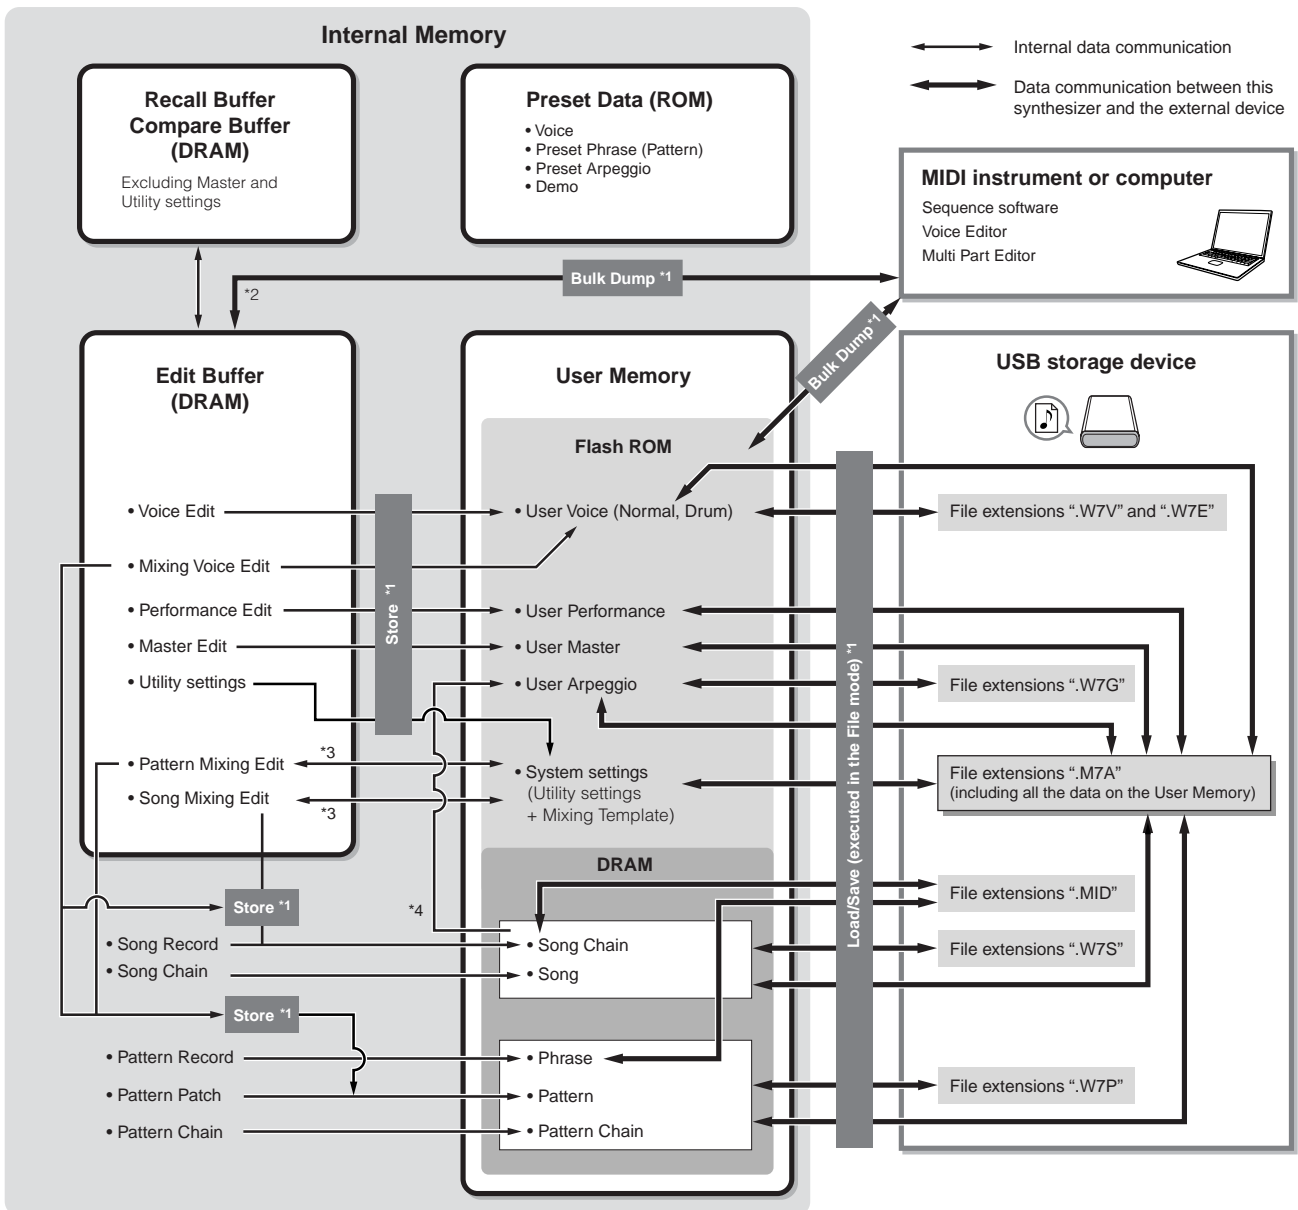 Internal Memory
Recall Buffer
Compare Buffer
(DRAM)
Excluding Master and
Utility settings
Preset Data (ROM)
• Voice
• Preset Phrase (Pattern)
• Preset Arpeggio
• Demo
Internal data communication
Data communication between this
synthesizer and the external device
MIDI instrument or computer
Sequence software
Voice Editor
Multi Part Editor
Bulk Dump *1
*2
Bulk Dump *1
Edit Buffer
(DRAM)
• Voice Edit
• Mixing Voice Edit
• Performance Edit
• Master Edit
• Utility settings
• Pattern Mixing Edit
• Song Mixing Edit
*3
*3
Store *1
User Memory
Flash ROM
• User Voice (Normal, Drum)
• User Performance
• User Master
• User Arpeggio
• System settings
(Utility settings
+ Mixing Template)
DRAM
*4
• Song Chain
• Song
• Phrase
• Pattern
• Pattern Chain
Store *1
• Song Record
• Song Chain
Store *1
• Pattern Record
• Pattern Patch
• Pattern Chain
Load/Save (executed in the File mode) *1
USB storage device
File extensions “.W7V” and “.W7E”
File extensions “.W7G”
File extensions “.M7A”
(including all the data on the User Memory)
File extensions “.MID”
File extensions “.W7S”
File extensions “.W7P”